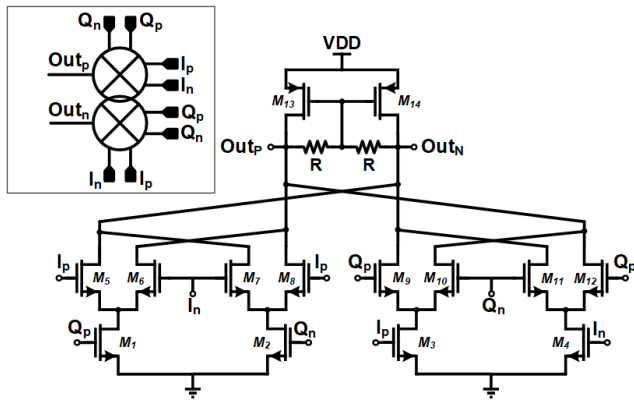 Qn Qp
Outp
Ip
In
Outn
Qp
Qn
In Ip
VDD
M13 M14
OutP R R OutN
Ip M5 M6 In M7 M8 Ip Qp M9 M10 Qn M11 M12 Qp
Qp M1 M2 Qn Ip M3 M4 In